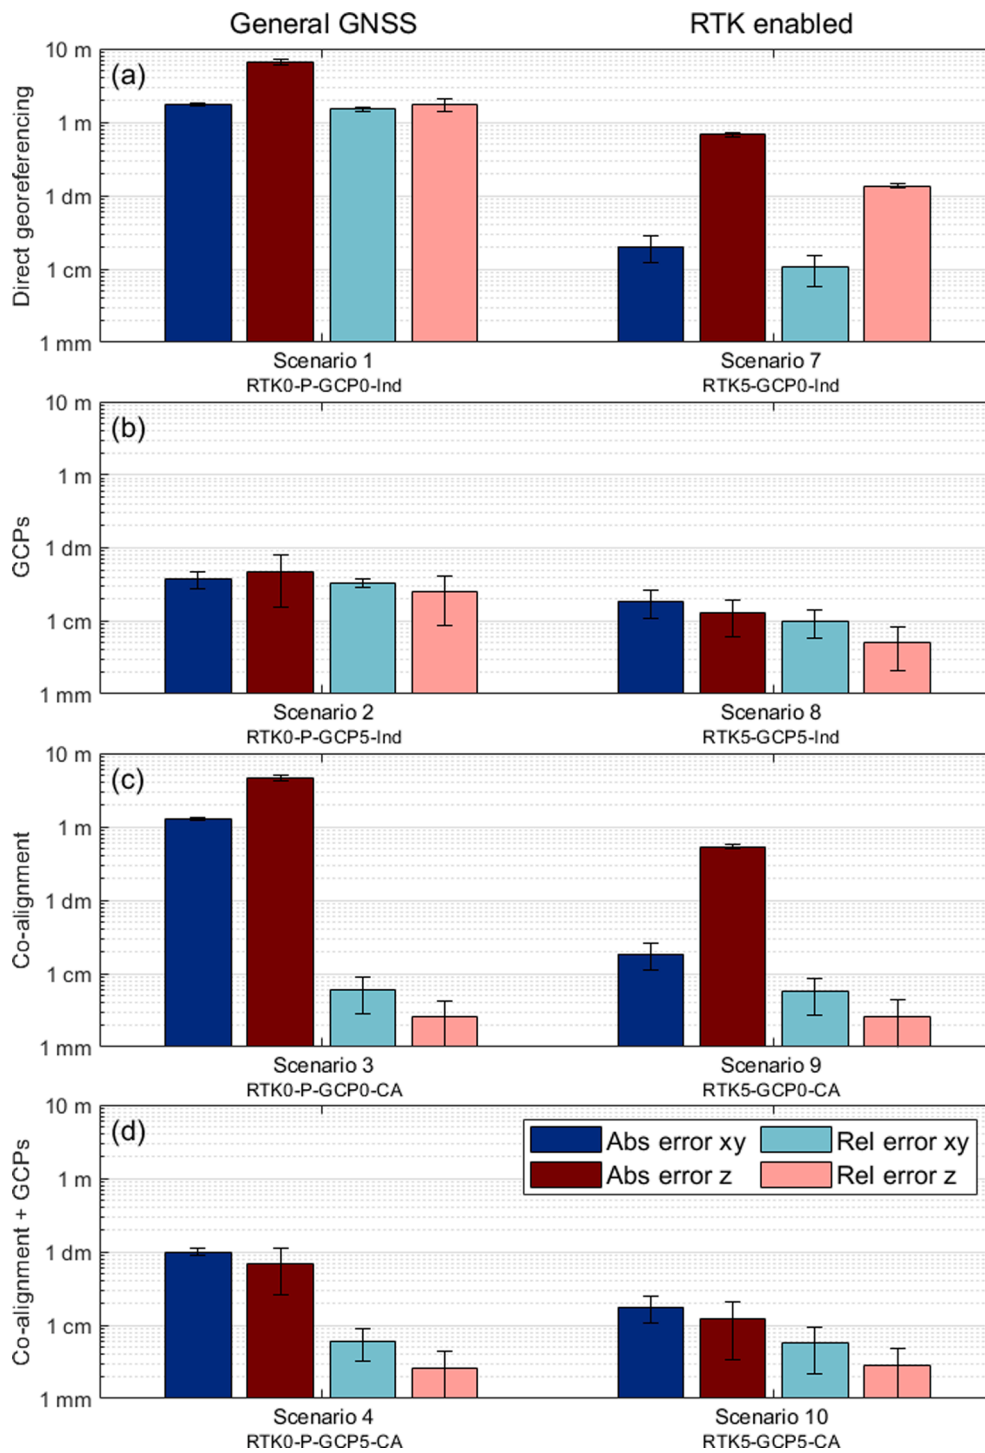 General GNSS
RTK enabled
Direct georeferencing
(a)
10 m
1 m
1 dm
1 cm
1 mm
Scenario 1
RTK0-P-GCP0-Ind
Scenario 7
RTK5-GCP0-Ind
GCPs
(b)
10 m
1 m
1 dm
1 cm
1 mm
Scenario 2
RTK0-P-GCP5-Ind
Scenario 8
RTK5-GCP5-Ind
Co-alignment
(c)
10 m
1 m
1 dm
1 cm
1 mm
Scenario 3
RTK0-P-GCP0-CA
Scenario 9
RTK5-GCP0-CA
Co-alignment + GCPs
(d)
10 m
1 m
1 dm
1 cm
1 mm
Abs error xy
Rel error xy
Abs error z
Rel error z
Scenario 4
RTK0-P-GCP5-CA
Scenario 10
RTK5-GCP5-CA